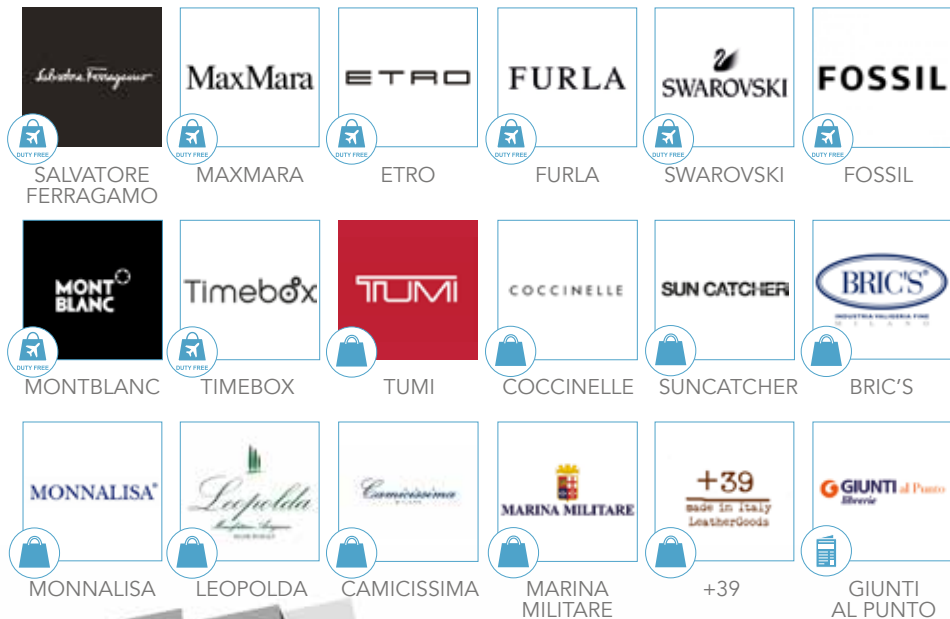 Salvatore Ferragamo
MaxMara
ETRO
FURLA
SWAROVSKI
FOSSIL
DUTY FREE
DUTY FREE
DUTY FREE
DUTY FREE
DUTY FREE
DUTY FREE
SALVATORE
FERRAGAMO
MAXMARA
ETRO
FURLA
SWAROVSKI
FOSSIL
MONT
BLANC
Timebox
TUMI
COCCINELLE
SUN CATCHER
BRIC'S
INDUSTRIA VALIGERIA FINE
MILANO
DUTY FREE
DUTY FREE
MONTBLANC
TIMEBOX
TUMI
COCCINELLE
SUNCATCHER
BRIC'S
MONNALISA®
Leopolda
Camicissima
MILANO
MARINA MILITARE
+39
made in Italy
LeatherGoods
GIUNTI al Punto
librerie
MONNALISA
LEOPOLDA
CAMICISSIMA
MARINA
MILITARE
+39
GIUNTI
AL PUNTO